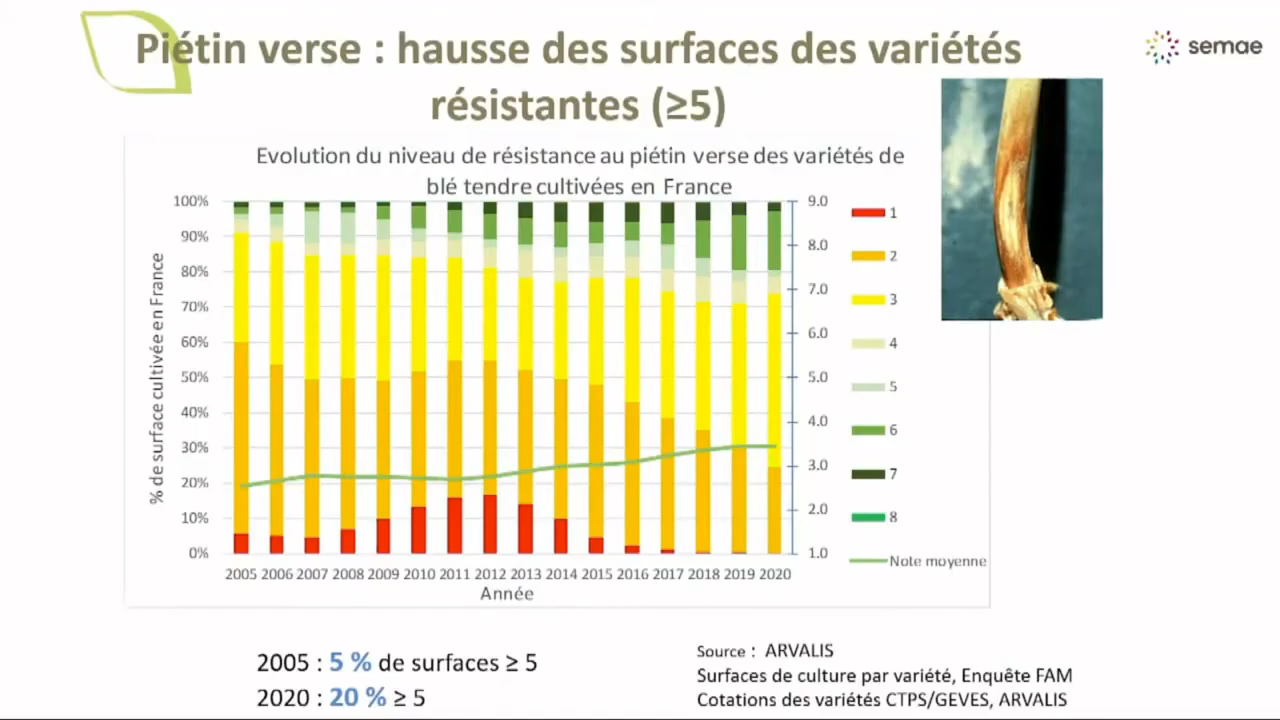 Piétin verse : hausse des surfaces des variétés
résistantes (≥5)
semae
Evolution du niveau de résistance au piétin verse des variétés de
blé tendre cultivées en France
% de surface cultivée en France
100%
90%
80%
70%
60%
50%
40%
30%
20%
10%
0%
9.0
8.0
7.0
6.0
5.0
4.0
3.0
2.0
1.0
1
2
3
4
5
6
7
8
Note moyenne
2005 2006 2007 2008 2009 2010 2011 2012 2013 2014 2015 2016 2017 2018 2019 2020
Année
2005 : 5 % de surfaces ≥ 5
2020 : 20 % ≥ 5
Source : ARVALIS
Surfaces de culture par variété, Enquête FAM
Cotations des variétés CTPS/GEVES, ARVALIS